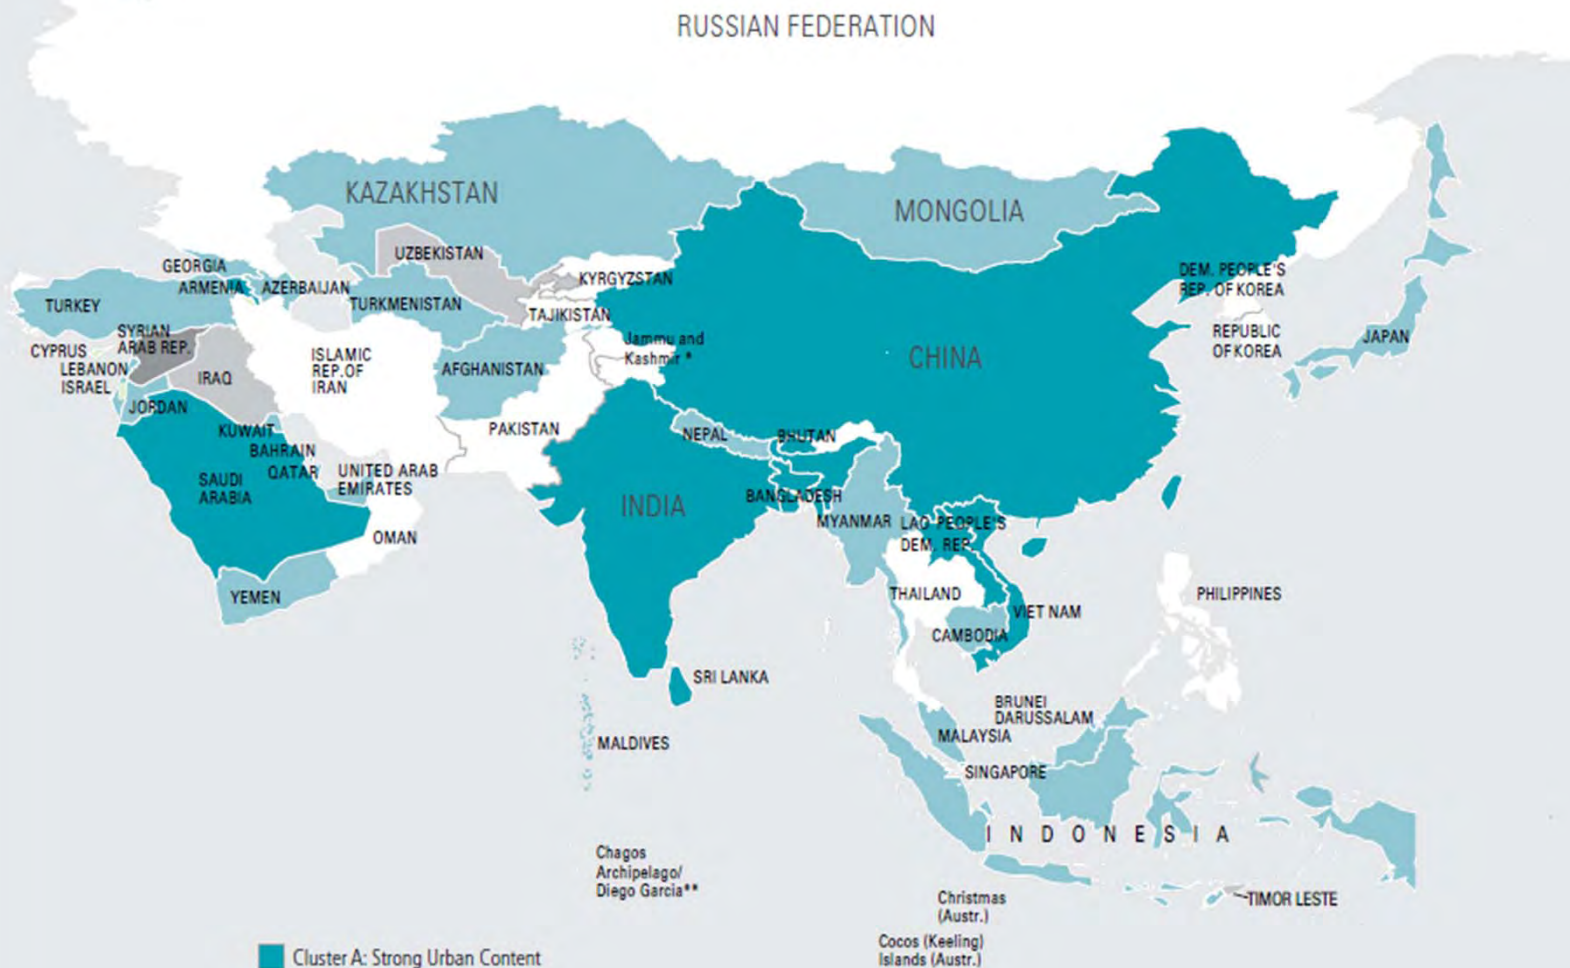 RUSSIAN FEDERATION
KAZAKHSTAN
MONGOLIA
UZBEKISTAN
GEORGIA
KYRGYZSTAN
ARMENIA
AZERBAIJAN
DEM. PEOPLE'S
REP. OF KOREA
TURKEY
TURKMENISTAN
TAJIKISTAN
SYRIAN
ARAB REP.
REPUBLIC
OF KOREA
JAPAN
CYPRUS
LEBANON
ISRAEL
ISLAMIC
REP.OF
IRAN
Jammu and
Kashmir *
CHINA
IRAQ
AFGHANISTAN
JORDAN
KUWAIT
PAKISTAN
NEPAL
BHUTAN
BAHRAIN
QATAR
UNITED ARAB
EMIRATES
SAUDI
ARABIA
INDIA
BANGLADESH
MYANMAR
LAO PEOPLE'S
DEM. REP.
OMAN
YEMEN
THAILAND
PHILIPPINES
VIET NAM
CAMBODIA
SRI LANKA
BRUNEI
DARUSSALAM
MALDIVES
MALAYSIA
SINGAPORE
INDONESIA
Chagos
Archipelago/
Diego Garcia**
Christmas
(Austr.)
TIMOR LESTE
Cocos (Keeling)
Islands (Austr.)
Cluster A: Strong Urban Content